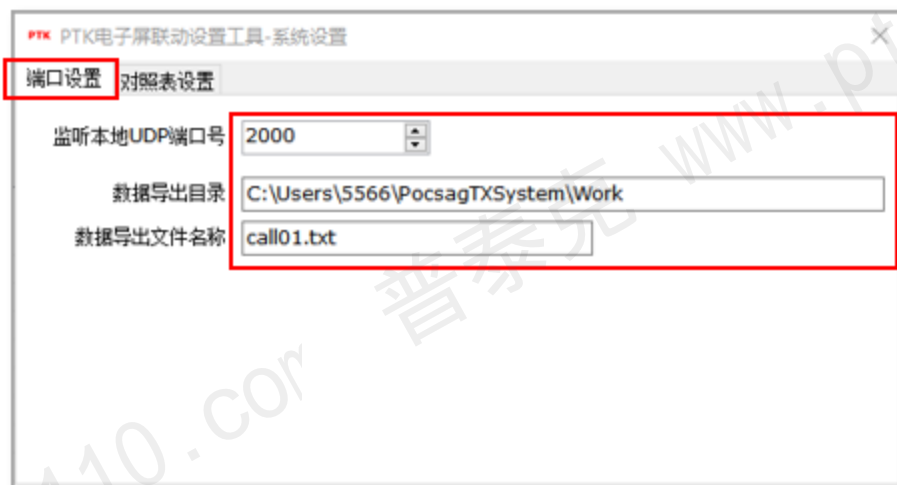 PTK PTK电子屏联动设置工具-系统设置
端口设置 对照表设置
监听本地UDP端口号 2000
数据导出目录 C:\Users\5566\PocsagTXSystem\Work
数据导出文件名称 call01.txt
普泰克 www.pt
110.com